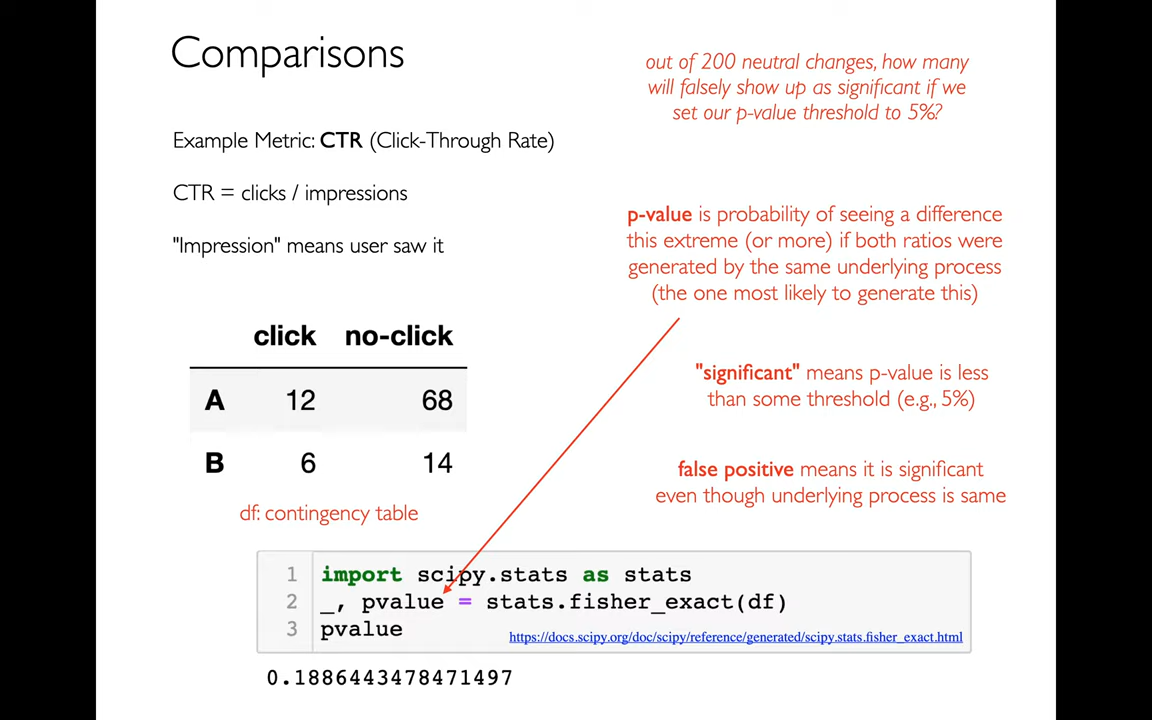 Comparisons
out of 200 neutral changes, how many
will falsely show up as significant if we
set our p-value threshold to 5%?
Example Metric: CTR (Click-Through Rate)
CTR = clicks / impressions
"Impression" means user saw it
p-value is probability of seeing a difference
this extreme (or more) if both ratios were
generated by the same underlying process
(the one most likely to generate this)
click no-click
A 12 68
B 6 14
df: contingency table
"significant" means p-value is less
than some threshold (e.g., 5%)
false positive means it is significant
even though underlying process is same
1 import scipy.stats as stats
2 _, pvalue = stats.fisher_exact(df)
3 pvalue
https://docs.scipy.org/doc/scipy/reference/generated/scipy.stats.fisher_exact.html
0.1886443478471497